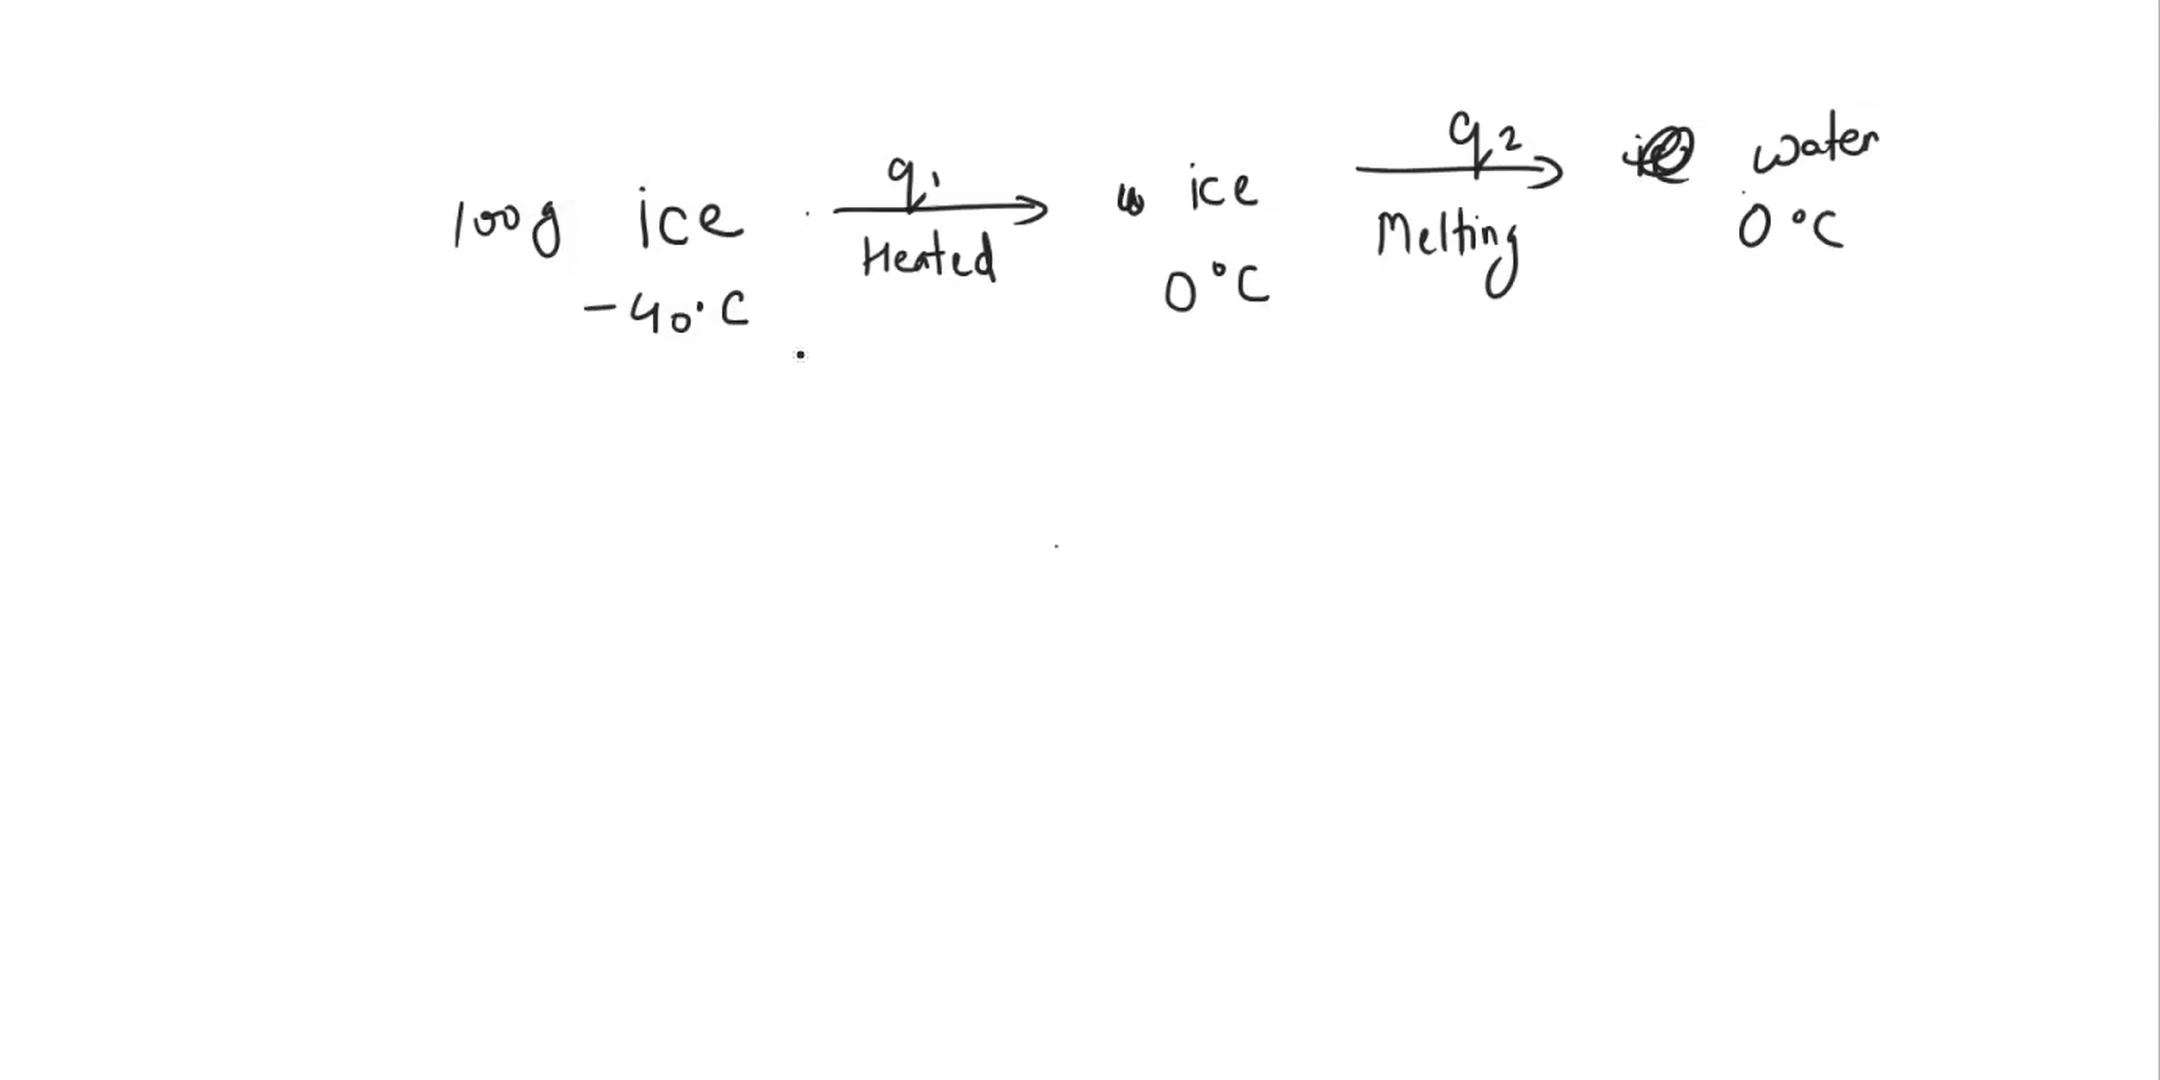 100g ice q1 Heated ice q2 Melting water
-40°C 0°C 0°C